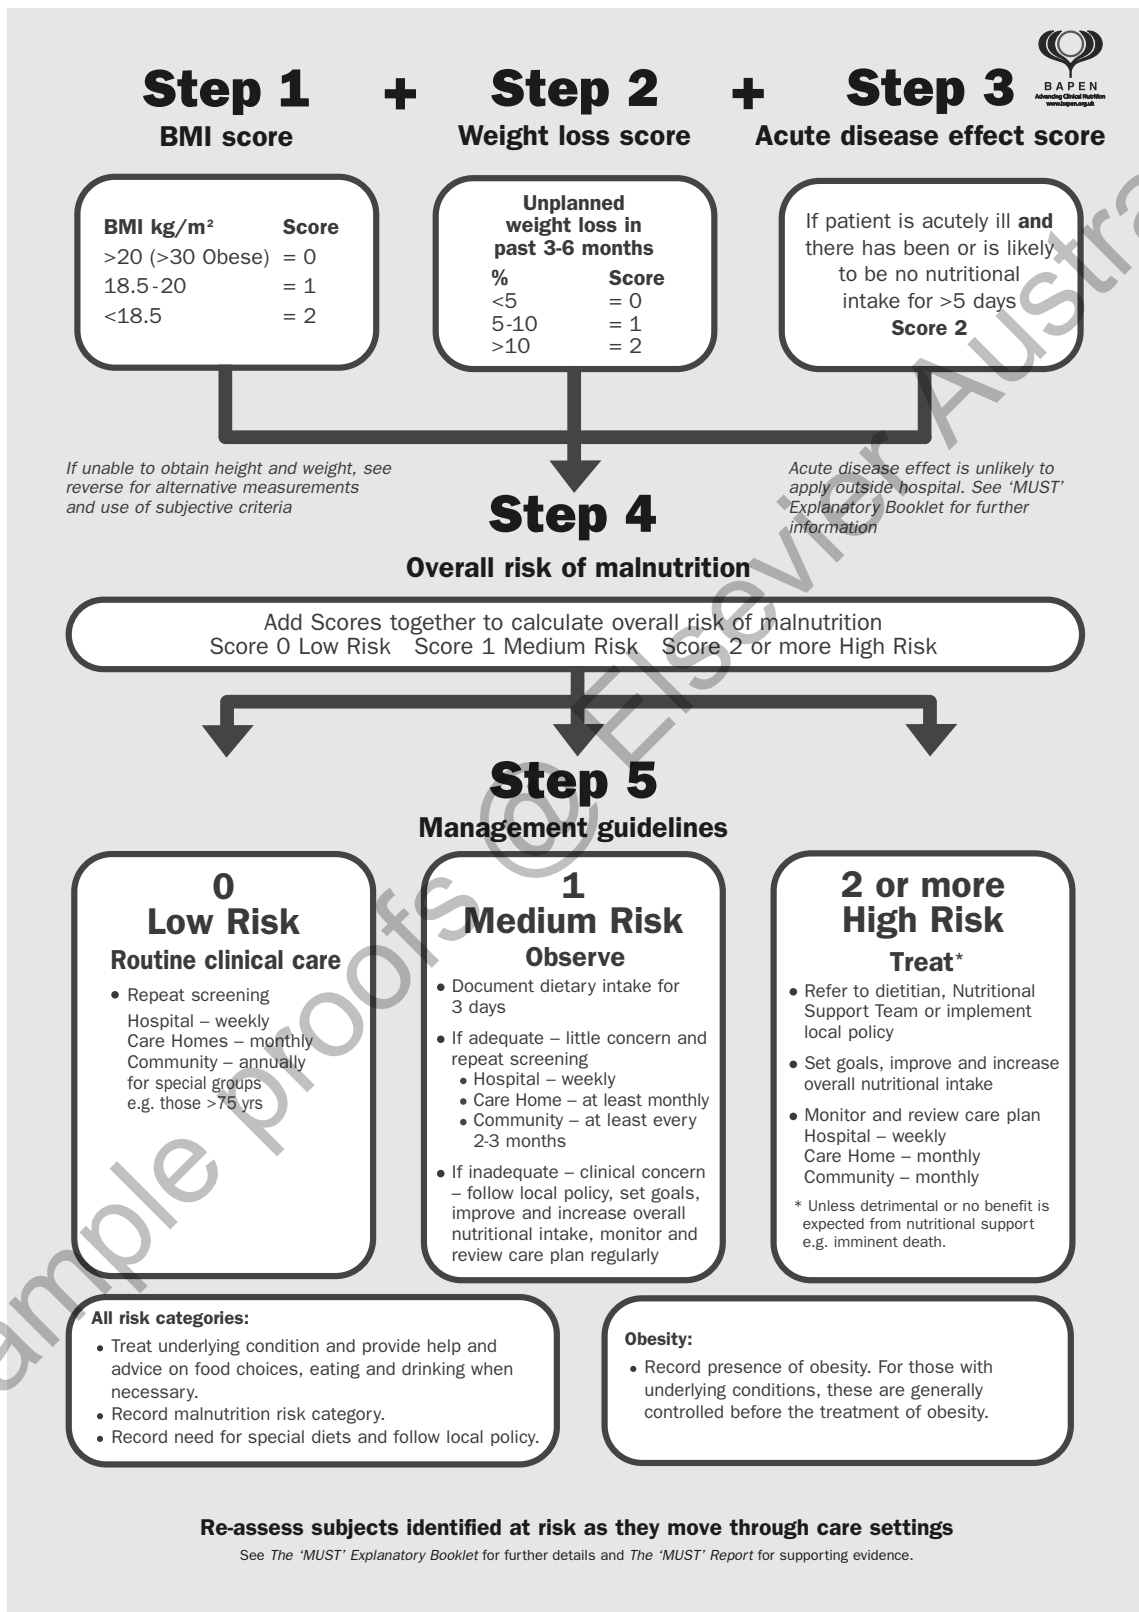 Step 1 + Step 2 + Step 3
BAPEN
Advancing Clinical Nutrition
www.bapen.org.uk
BMI score
Weight loss score
Acute disease effect score
BMI kg/m² Score
>20 (>30 Obese) = 0
18.5-20 = 1
<18.5 = 2
Unplanned
weight loss in
past 3-6 months
% Score
<5 = 0
5-10 = 1
>10 = 2
If patient is acutely ill and
there has been or is likely
to be no nutritional
intake for >5 days
Score 2
If unable to obtain height and weight, see
reverse for alternative measurements
and use of subjective criteria
Acute disease effect is unlikely to
apply outside hospital. See ‘MUST’
Explanatory Booklet for further
information
Step 4
Overall risk of malnutrition
Add Scores together to calculate overall risk of malnutrition
Score 0 Low Risk Score 1 Medium Risk Score 2 or more High Risk
Step 5
Management guidelines
0
Low Risk
Routine clinical care
• Repeat screening
Hospital – weekly
Care Homes – monthly
Community – annually
for special groups
e.g. those >75 yrs
1
Medium Risk
Observe
• Document dietary intake for
3 days
• If adequate – little concern and
repeat screening
• Hospital – weekly
• Care Home – at least monthly
• Community – at least every
2-3 months
• If inadequate – clinical concern
– follow local policy, set goals,
improve and increase overall
nutritional intake, monitor and
review care plan regularly
2 or more
High Risk
Treat*
• Refer to dietitian, Nutritional
Support Team or implement
local policy
• Set goals, improve and increase
overall nutritional intake
• Monitor and review care plan
Hospital – weekly
Care Home – monthly
Community – monthly
* Unless detrimental or no benefit is
expected from nutritional support
e.g. imminent death.
All risk categories:
• Treat underlying condition and provide help and
advice on food choices, eating and drinking when
necessary.
• Record malnutrition risk category.
• Record need for special diets and follow local policy.
Obesity:
• Record presence of obesity. For those with
underlying conditions, these are generally
controlled before the treatment of obesity.
Re-assess subjects identified at risk as they move through care settings
See The ‘MUST’ Explanatory Booklet for further details and The ‘MUST’ Report for supporting evidence.
ample proofs @ Elsevier Austra